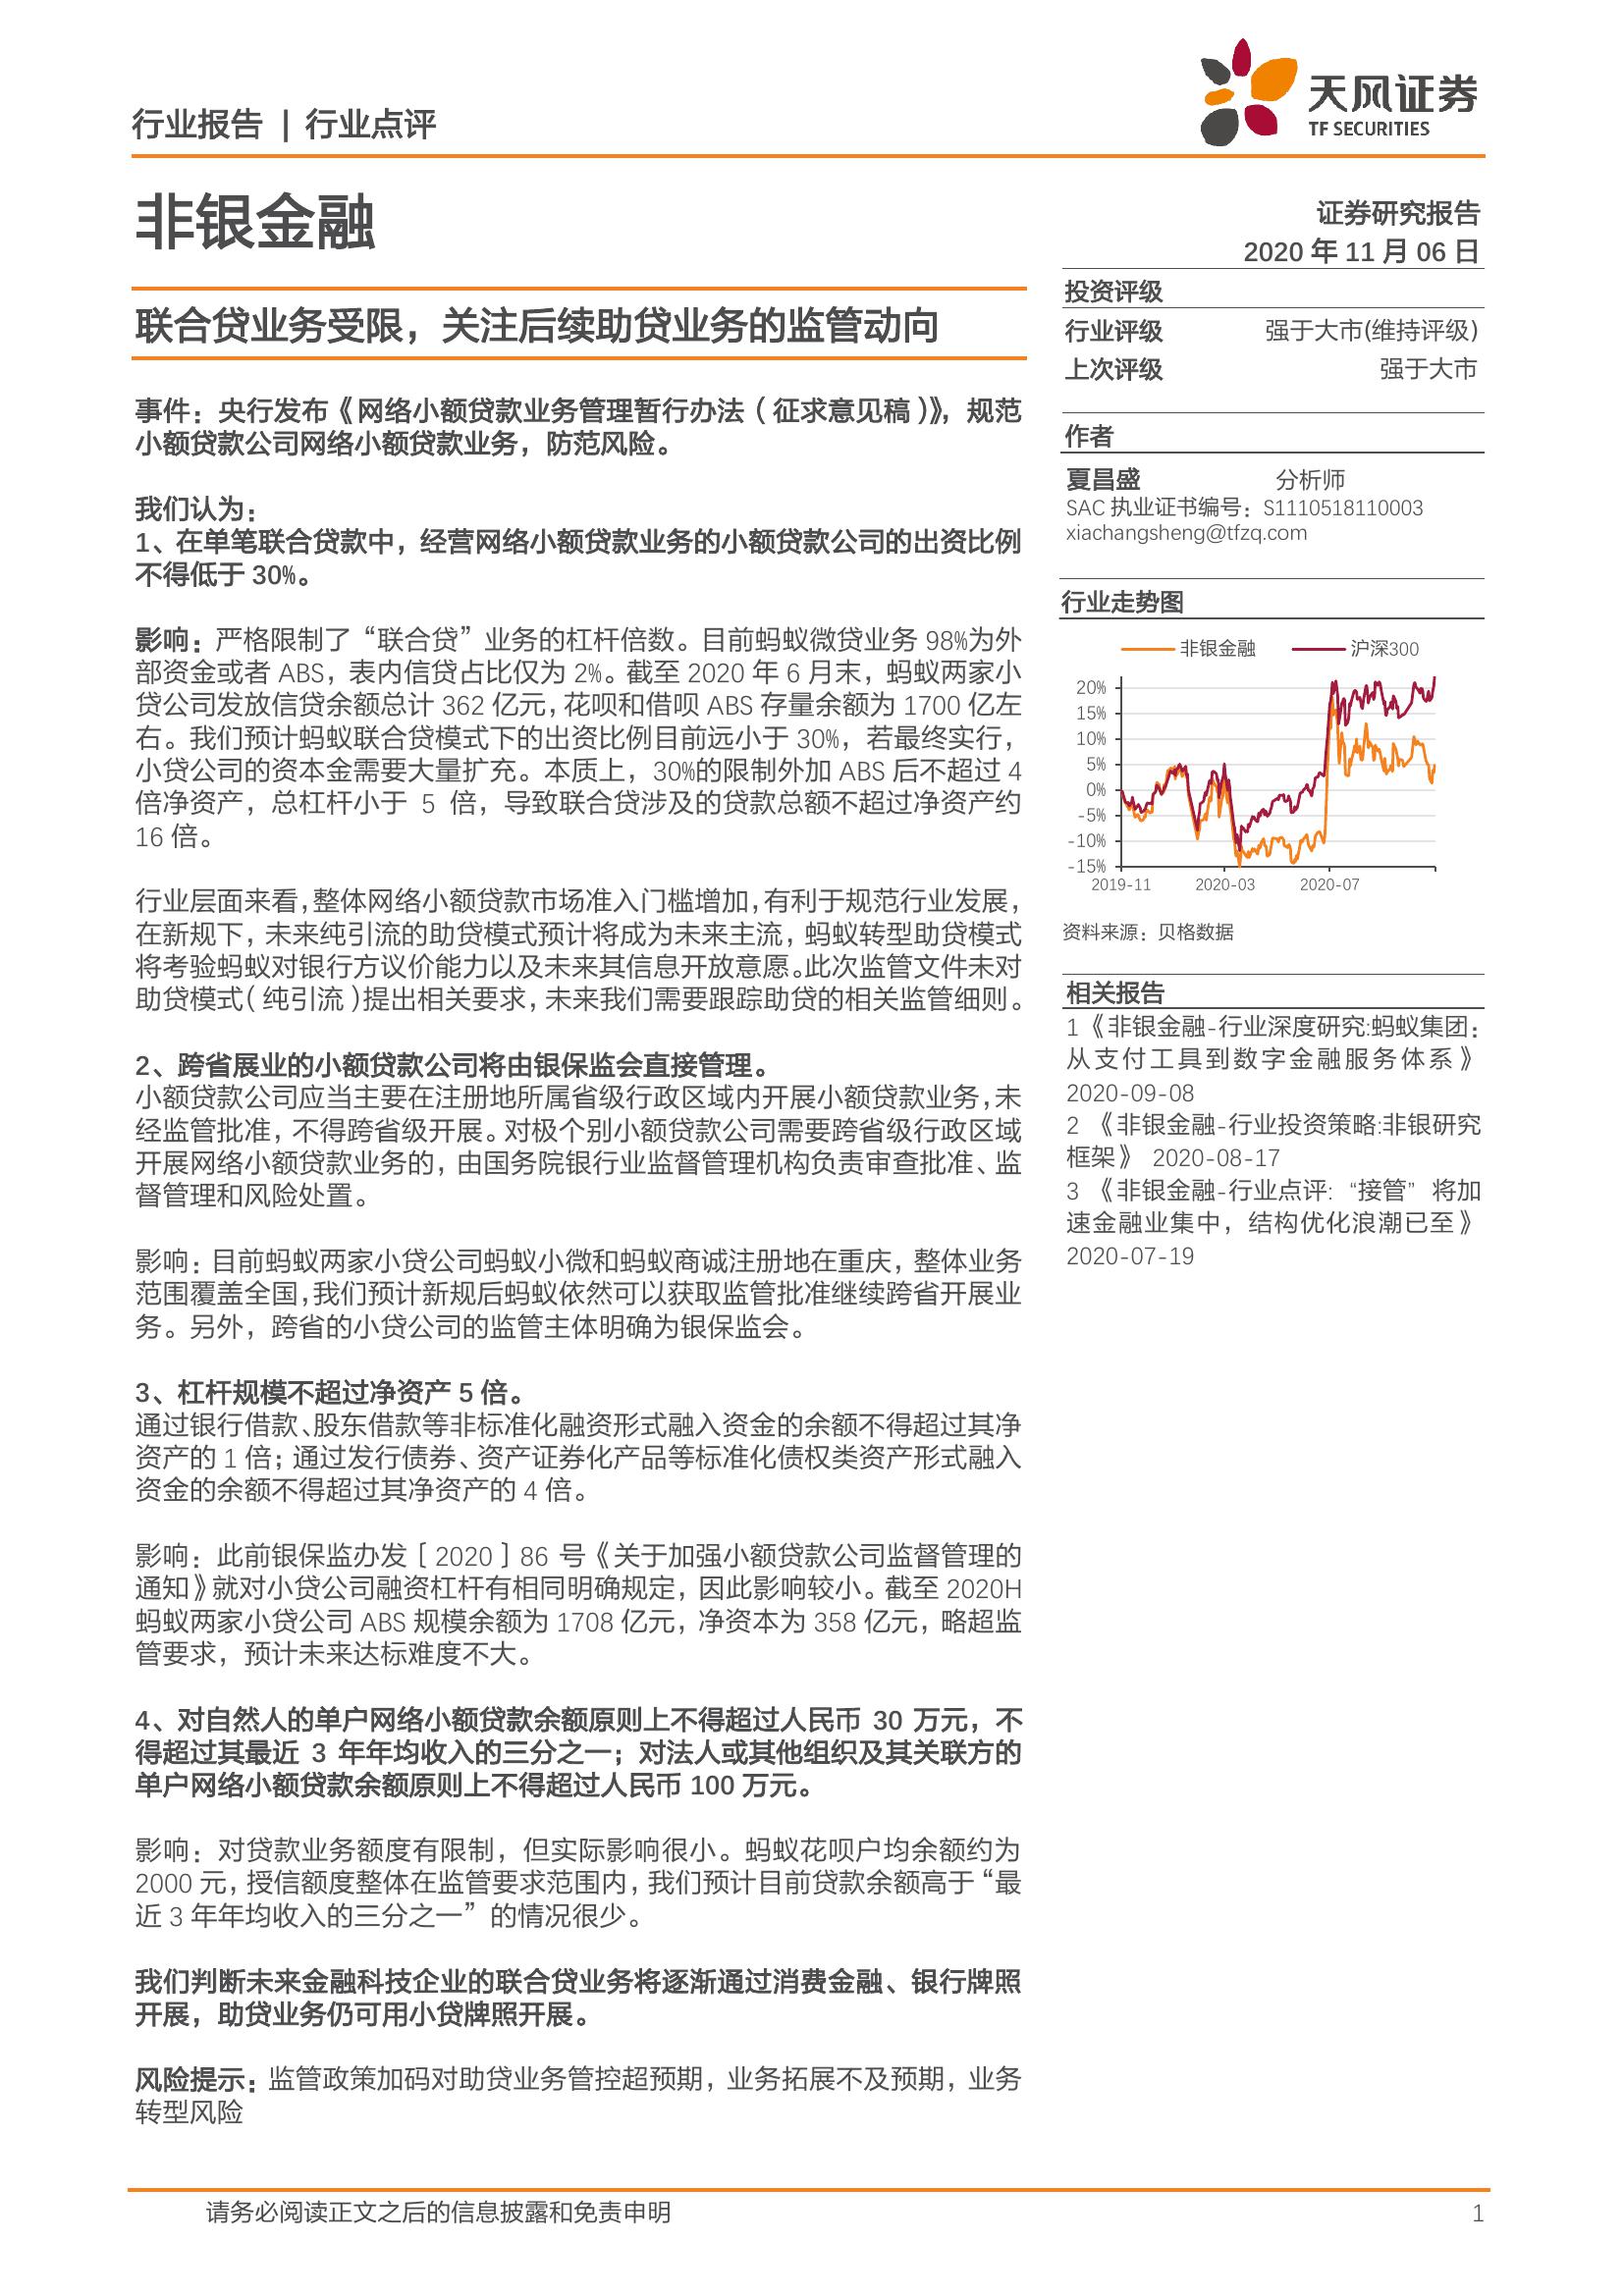 行业报告 | 行业点评
天风证券
TF SECURITIES
非银金融
证券研究报告
2020 年 11 月 06 日
联合贷业务受限，关注后续助贷业务的监管动向
事件：央行发布《网络小额贷款业务管理暂行办法（征求意见稿）》，规范
小额贷款公司网络小额贷款业务，防范风险。
我们认为：
1、在单笔联合贷款中，经营网络小额贷款业务的小额贷款公司的出资比例
不得低于 30%。
影响：严格限制了“联合贷”业务的杠杆倍数。目前蚂蚁微贷业务 98%为外
部资金或者 ABS，表内信贷占比仅为 2%。截至 2020 年 6 月末，蚂蚁两家小
贷公司发放信贷余额总计 362 亿元，花呗和借呗 ABS 存量余额为 1700 亿左
右。我们预计蚂蚁联合贷模式下的出资比例目前远小于 30%，若最终实行，
小贷公司的资本金需要大量扩充。本质上，30%的限制外加 ABS 后不超过 4
倍净资产，总杠杆小于 5 倍，导致联合贷涉及的贷款总额不超过净资产约
16 倍。
行业层面来看，整体网络小额贷款市场准入门槛增加，有利于规范行业发展，
在新规下，未来纯引流的助贷模式预计将成为未来主流，蚂蚁转型助贷模式
将考验蚂蚁对银行方议价能力以及未来其信息开放意愿。此次监管文件未对
助贷模式（纯引流）提出相关要求，未来我们需要跟踪助贷的相关监管细则。
2、跨省展业的小额贷款公司将由银保监会直接管理。
小额贷款公司应当主要在注册地所属省级行政区域内开展小额贷款业务，未
经监管批准，不得跨省级开展。对极个别小额贷款公司需要跨省级行政区域
开展网络小额贷款业务的，由国务院银行业监督管理机构负责审查批准、监
督管理和风险处置。
影响：目前蚂蚁两家小贷公司蚂蚁小微和蚂蚁商诚注册地在重庆，整体业务
范围覆盖全国，我们预计新规后蚂蚁依然可以获取监管批准继续跨省开展业
务。另外，跨省的小贷公司的监管主体明确为银保监会。
3、杠杆规模不超过净资产 5 倍。
通过银行借款、股东借款等非标准化融资形式融入资金的余额不得超过其净
资产的 1 倍；通过发行债券、资产证券化产品等标准化债权类资产形式融入
资金的余额不得超过其净资产的 4 倍。
影响：此前银保监办发〔2020〕86 号《关于加强小额贷款公司监督管理的
通知》就对小贷公司融资杠杆有相同明确规定，因此影响较小。截至 2020H
蚂蚁两家小贷公司 ABS 规模余额为 1708 亿元，净资本为 358 亿元，略超监
管要求，预计未来达标难度不大。
4、对自然人的单户网络小额贷款余额原则上不得超过人民币 30 万元，不
得超过其最近 3 年年均收入的三分之一；对法人或其他组织及其关联方的
单户网络小额贷款余额原则上不得超过人民币 100 万元。
影响：对贷款业务额度有限制，但实际影响很小。蚂蚁花呗户均余额约为
2000 元，授信额度整体在监管要求范围内，我们预计目前贷款余额高于“最
近 3 年年均收入的三分之一”的情况很少。
我们判断未来金融科技企业的联合贷业务将逐渐通过消费金融、银行牌照
开展，助贷业务仍可用小贷牌照开展。
风险提示：监管政策加码对助贷业务管控超预期，业务拓展不及预期，业务
转型风险
投资评级
行业评级 强于大市(维持评级)
上次评级 强于大市
作者
夏昌盛 分析师
SAC 执业证书编号：S1110518110003
xiachangsheng@tfzq.com
行业走势图
非银金融 沪深300
20%
15%
10%
5%
0%
-5%
-10%
-15%
2019-11 2020-03 2020-07
资料来源：贝格数据
相关报告
1 《非银金融-行业深度研究:蚂蚁集团：
从支付工具到数字金融服务体系》
2020-09-08
2 《非银金融-行业投资策略:非银研究
框架》 2020-08-17
3 《非银金融-行业点评: “接管” 将加
速金融业集中，结构优化浪潮已至》
2020-07-19
请务必阅读正文之后的信息披露和免责申明 1